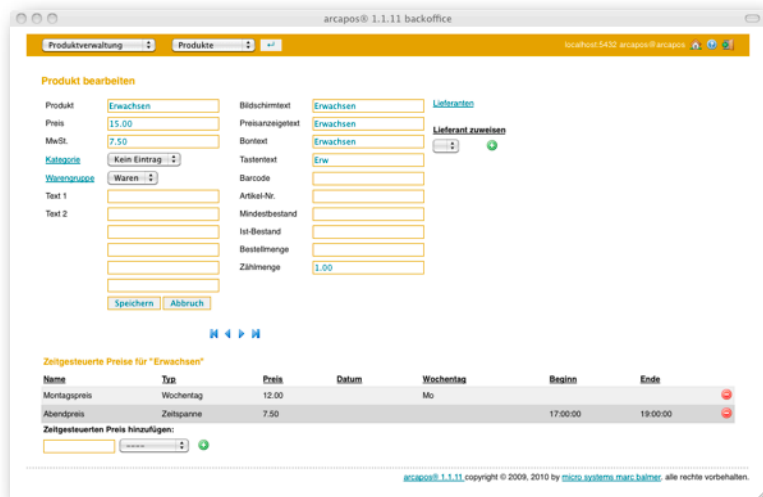 arcapos® 1.1.11 backoffice
Produktverwaltung Produkte localhost:5432 arcapos@arcapos
Produkt bearbeiten
Produkt Erwachsen Bildschirmtext Erwachsen Lieferanten
Preis 15.00 Preisanzeigetext Erwachsen
MwSt. 7.50 Bontext Erwachsen Lieferant zuweisen
Kategorie Kein Eintrag Tastentext Erw
Warengruppe Waren Barcode
Text 1 Artikel-Nr.
Text 2 Mindestbestand
Ist-Bestand
Bestellmenge
Zählmenge 1.00
Speichern Abbruch
Zeitgesteuerte Preise für "Erwachsen"
Name Typ Preis Datum Wochentag Beginn Ende
Montagspreis Wochentag 12.00 Mo
Abendpreis Zeitspanne 7.50 17:00:00 19:00:00
Zeitgesteuerten Preis hinzufügen:
----
arcapos® 1.1.11 copyright © 2009, 2010 by micro systems marc balmer. alle rechte vorbehalten.